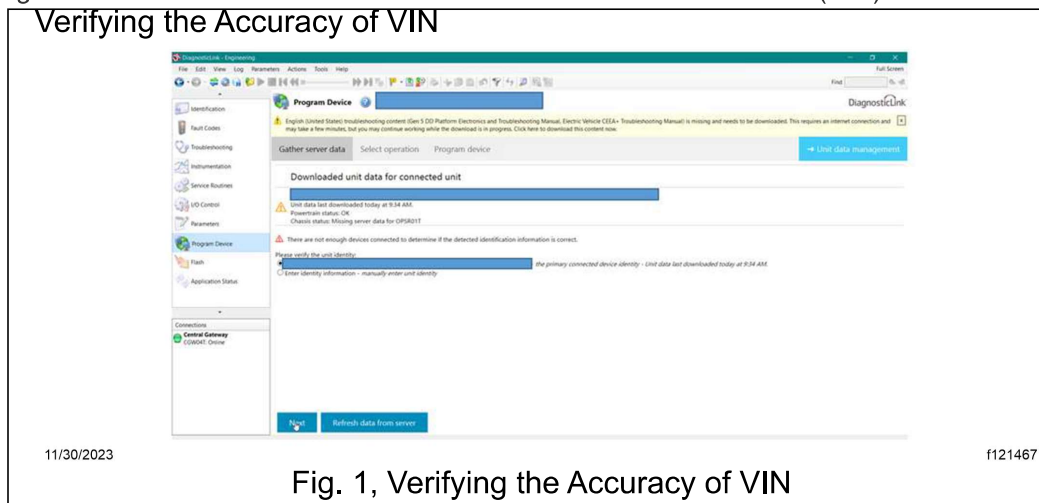 Verifying the Accuracy of VIN
DiagnosticLink - Engineering
File Edit View Log Parameters Actions Tools Help
Full Screen
Find
Identification
Fault Codes
Troubleshooting
Instrumentation
Service Routines
I/O Control
Parameters
Program Device
Flash
Application Status
Connections
Central Gateway
CGW04T: Online
Program Device
DiagnosticLink
English (United States) troubleshooting content (Gen 5 DD Platform Electronics and Troubleshooting Manual, Electric Vehicle CEEA+ Troubleshooting Manual) is missing and needs to be downloaded. This requires an internet connection and
may take a few minutes, but you may continue working while the download is in progress. Click here to download this content now.
Gather server data Select operation Program device
→ Unit data management
Downloaded unit data for connected unit
Unit data last downloaded today at 9:34 AM.
Powertrain status: OK
Chassis status: Missing server data for OPSR01T
There are not enough devices connected to determine if the detected identification information is correct.
Please verify the unit identity:
the primary connected device identity - Unit data last downloaded today at 9:34 AM.
Enter identity information - manually enter unit identity
Next Refresh data from server
11/30/2023
f121467
Fig. 1, Verifying the Accuracy of VIN